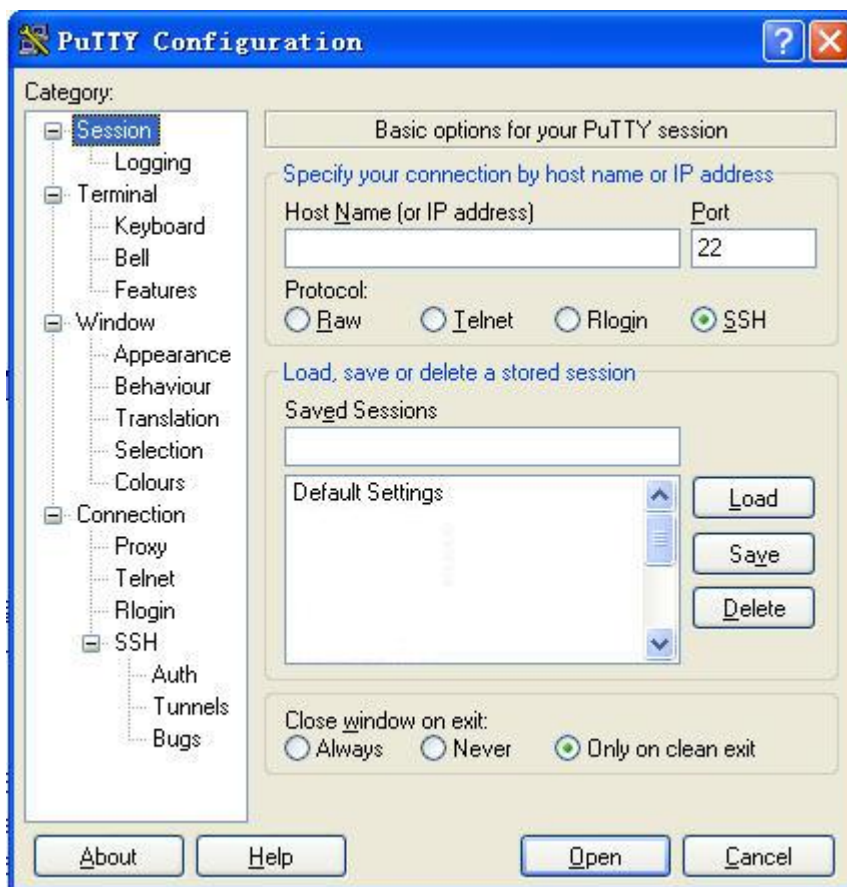 PuTTY Configuration
Category:
Session
Logging
Terminal
Keyboard
Bell
Features
Window
Appearance
Behaviour
Translation
Selection
Colours
Connection
Proxy
Telnet
Rlogin
SSH
Auth
Tunnels
Bugs
Basic options for your PuTTY session
Specify your connection by host name or IP address
Host Name (or IP address) Port
22
Protocol:
Raw Telnet Rlogin SSH
Load, save or delete a stored session
Saved Sessions
Default Settings
Load
Save
Delete
Close window on exit:
Always Never Only on clean exit
About Help Open Cancel